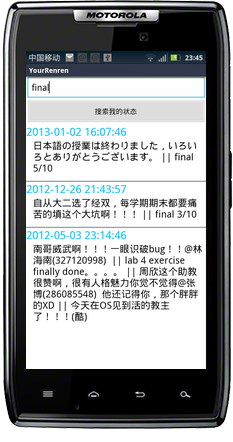 MOTOROLA
中国移动 23:45
YourRenren
final
搜索我的状态
2013-01-02 16:07:46
日本語の授業は終わりました，いろい
ろとありがとうございます。 || final
5/10
2012-12-26 21:43:57
自从大二选了经双，每学期期末都要痛
苦的填这个大坑啊！！！ || final 3/10
2012-05-03 23:14:46
南哥威武啊！！！一眼识破bug！！@林
海南(327120998) || lab 4 exercise
finally done。。。。 || 周欣这个助教
很赞啊，很有人格魅力你觉不觉得@张
博(286085548) 他还记得你，那个胖胖
的XD || 今天在OS见到活的教主
了！！！(酷)